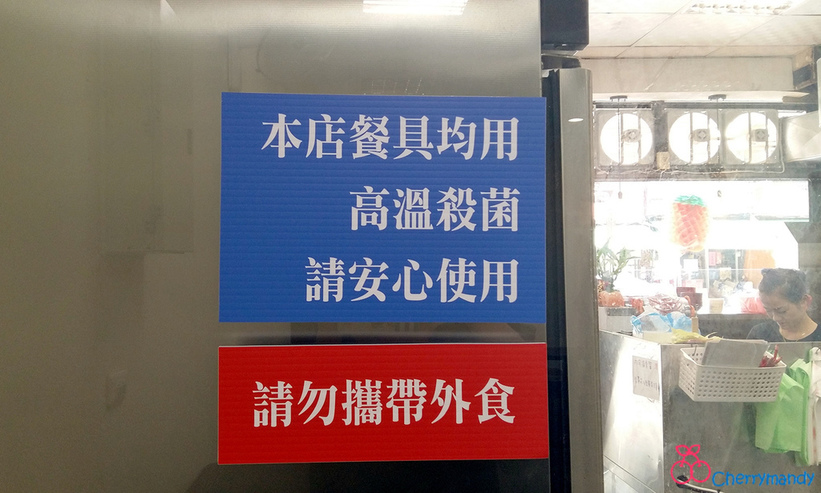 本店餐具均用
高溫殺菌
請安心使用
請勿攜帶外食
Cherrymandy